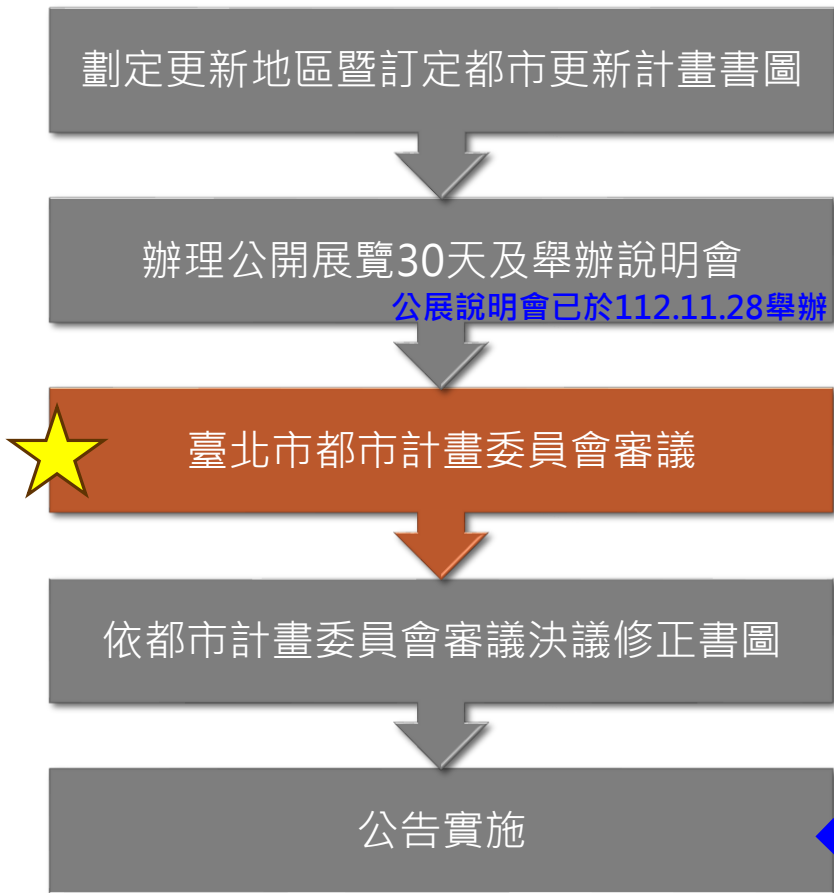 劃定更新地區暨訂定都市更新計畫書圖
辦理公開展覽30天及舉辦說明會
公展說明會已於112.11.28舉辦
臺北市都市計畫委員會審議
依都市計畫委員會審議決議修正書圖
公告實施